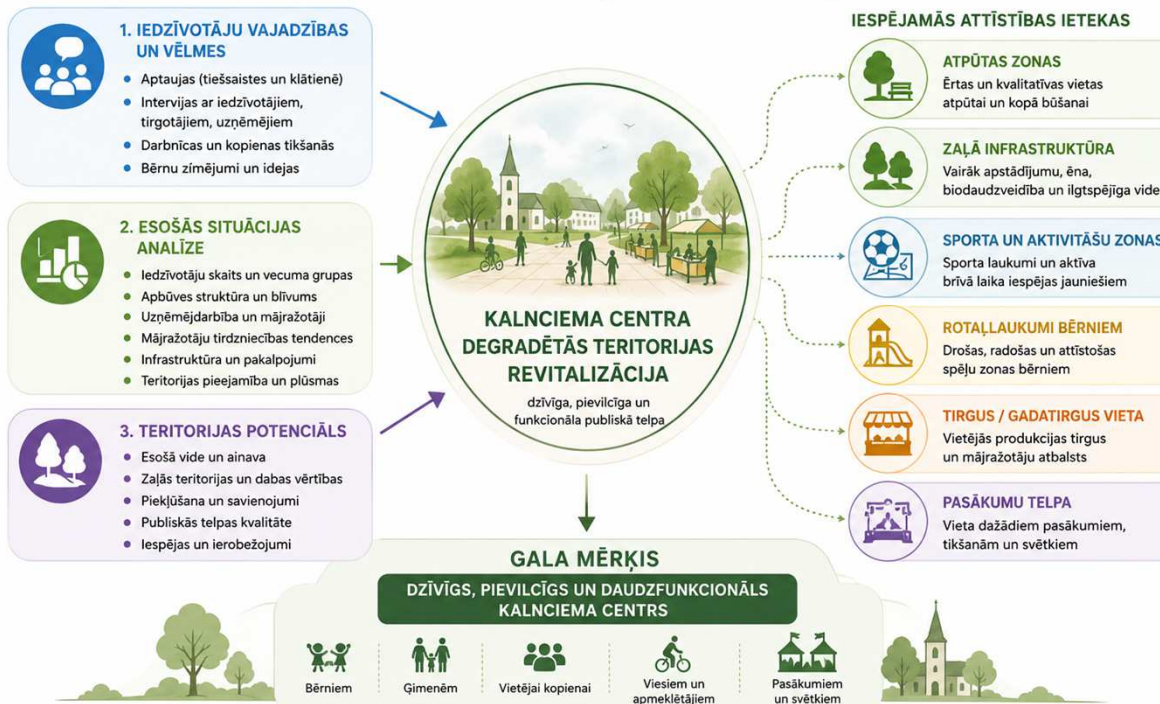 1. IEDZĪVOTĀJU VAJADZĪBAS
UN VĒLMES
Aptaujas (tiešsaistes un klātienē)
Intervijas ar iedzīvotājiem,
tirgotājiem, uzņēmējiem
Darbnīcas un kopienas tikšanās
Bērnu zīmējumi un idejas
2. ESOŠĀS SITUĀCIJAS
ANALĪZE
Iedzīvotāju skaits un vecuma grupas
Apbūves struktūra un blīvums
Uzņēmējdarbība un mājražotāji
Mājražotāju tirdzniecības tendences
Infrastruktūra un pakalpojumi
Teritorijas pieejamība un plūsmas
3. TERITORIJAS POTENCIĀLS
Esošā vide un ainava
Zaļās teritorijas un dabas vērtības
Piekļūšana un savienojumi
Publiskās telpas kvalitāte
Iespējas un ierobežojumi
KALNCIEMA CENTRA
DEGRADĒTĀS TERITORIJAS
REVITALIZĀCIJA
dzīvīga, pievilcīga un
funkcionāla publiskā telpa
IESPĒJAMĀS ATTĪSTĪBAS IETEKAS
ATPŪTAS ZONAS
Ērtas un kvalitatīvas vietas
atpūtai un kopā būšanai
ZAĻĀ INFRASTRUKTŪRA
Vairāk apstādījumu, ēna,
biodaudzveidība un ilgtspējīga vide
SPORTA UN AKTIVITĀŠU ZONAS
Sporta laukumi un aktīva
brīvā laika iespējas jauniešiem
ROTAĻLAUKUMI BĒRNIEM
Drošas, radošas un attīstošas
spēļu zonas bērniem
TIRGUS / GADATIRGUS VIETA
Vietējās produkcijas tirgus
un mājražotāju atbalsts
PASĀKUMU TELPA
Vieta dažādiem pasākumiem,
tikšanām un svētkiem
GALA MĒRĶIS
DZĪVĪGS, PIEVILCĪGS UN DAUDZFUNKCIONĀLS
KALNCIEMA CENTRS
Bērniem
Ģimenēm
Vietējai kopienai
Viesiem un
apmeklētājiem
Pasākumiem
un svētkiem